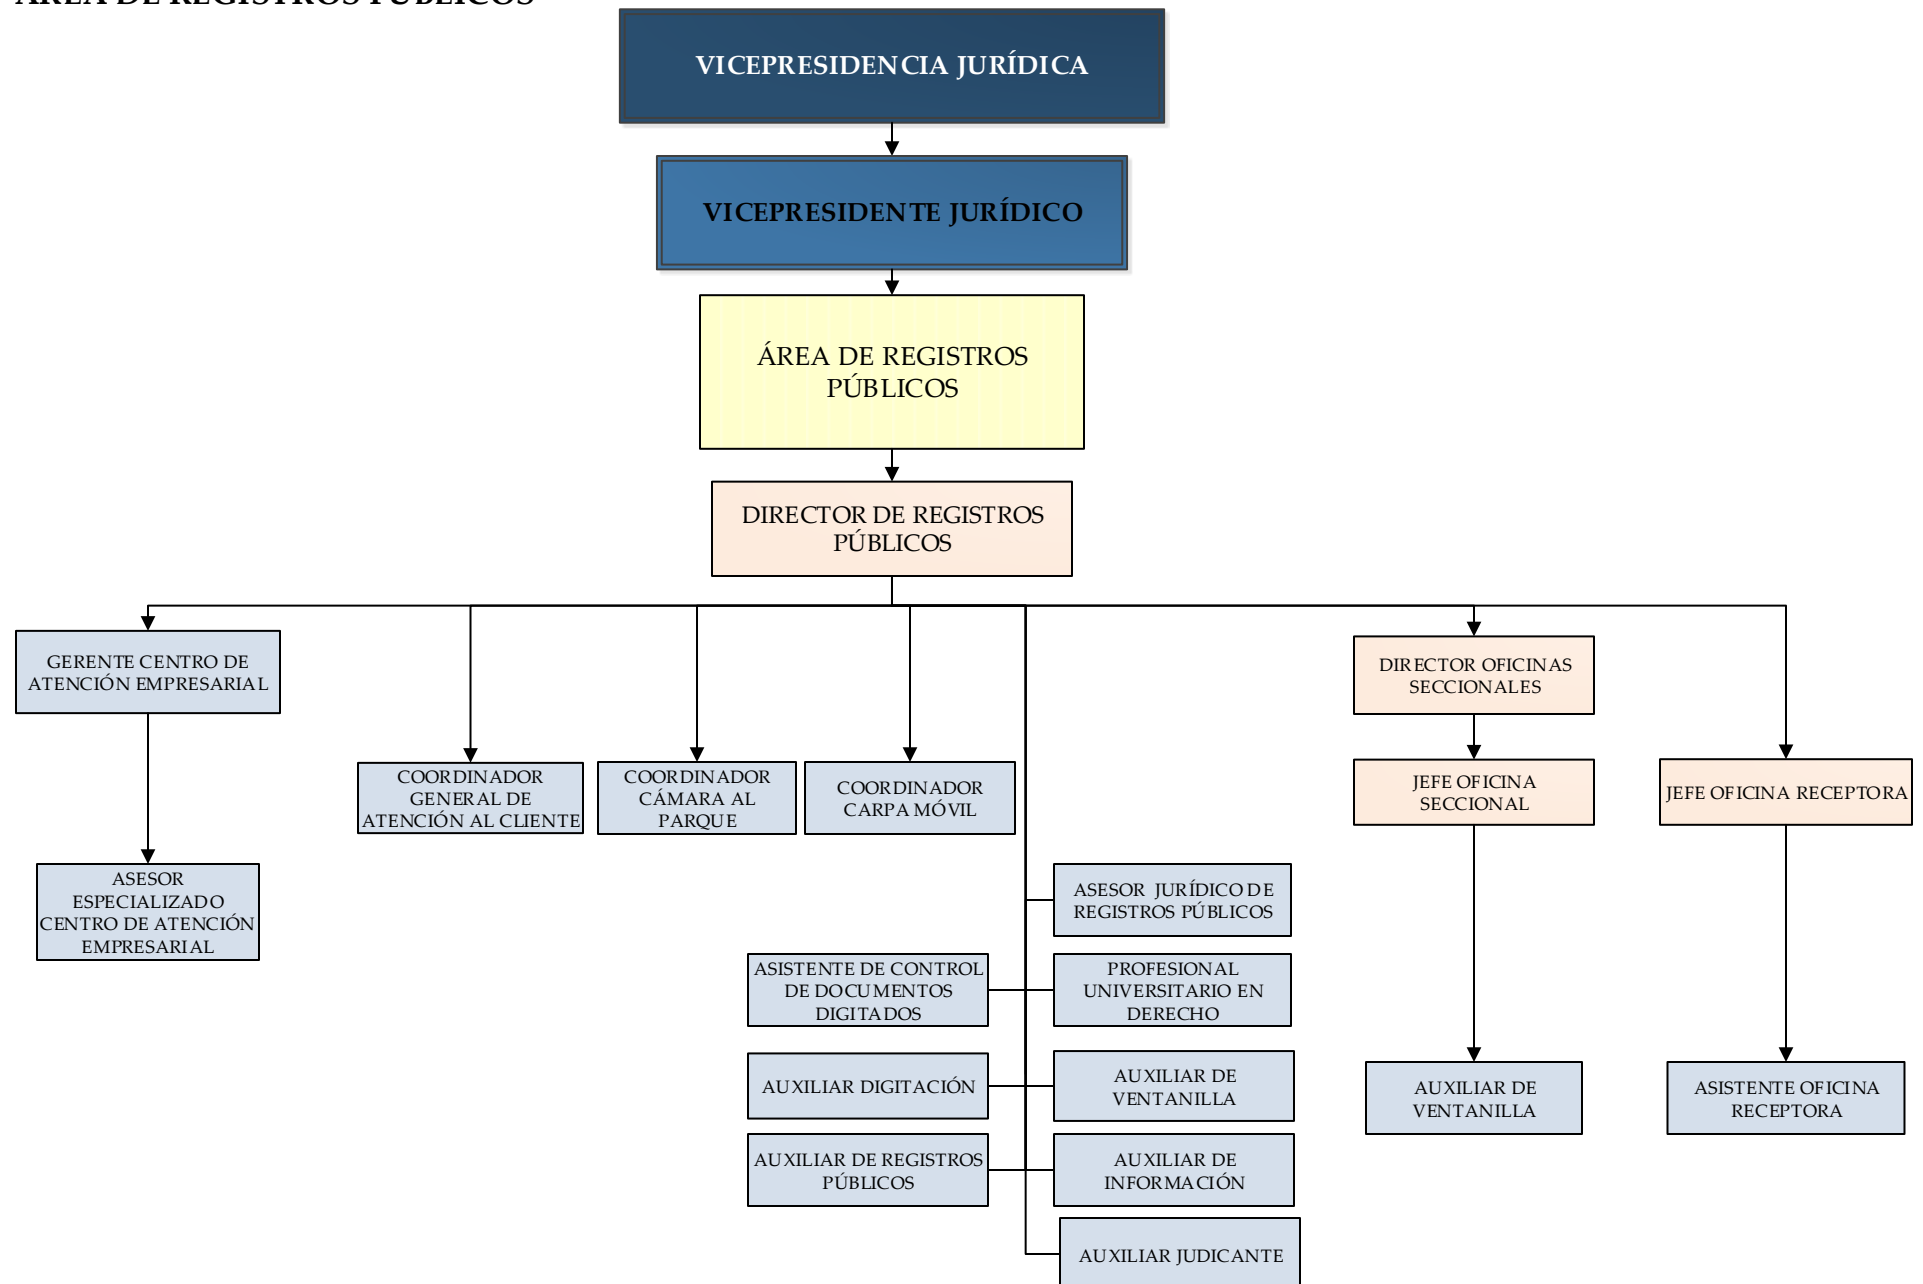 ÁREA DE REGISTROS PÚBLICOS
VICEPRESIDENCIA JURÍDICA
VICEPRESIDENTE JURÍDICO
ÁREA DE REGISTROS
PÚBLICOS
DIRECTOR DE REGISTROS
PÚBLICOS
GERENTE CENTRO DE
ATENCIÓN EMPRESARIAL
DIRECTOR OFICINAS
SECCIONALES
COORDINADOR
GENERAL DE
ATENCIÓN AL CLIENTE
COORDINADOR
CÁMARA AL
PARQUE
COORDINADOR
CARPA MÓVIL
JEFE OFICINA
SECCIONAL
JEFE OFICINA RECEPTORA
ASESOR
ESPECIALIZADO
CENTRO DE ATENCIÓN
EMPRESARIAL
ASESOR JURÍDICO DE
REGISTROS PÚBLICOS
ASISTENTE DE CONTROL
DE DOCUMENTOS
DIGITADOS
PROFESIONAL
UNIVERSITARIO EN
DERECHO
AUXILIAR DIGITACIÓN
AUXILIAR DE
VENTANILLA
AUXILIAR DE
VENTANILLA
ASISTENTE OFICINA
RECEPTORA
AUXILIAR DE REGISTROS
PÚBLICOS
AUXILIAR DE
INFORMACIÓN
AUXILIAR JUDICANTE